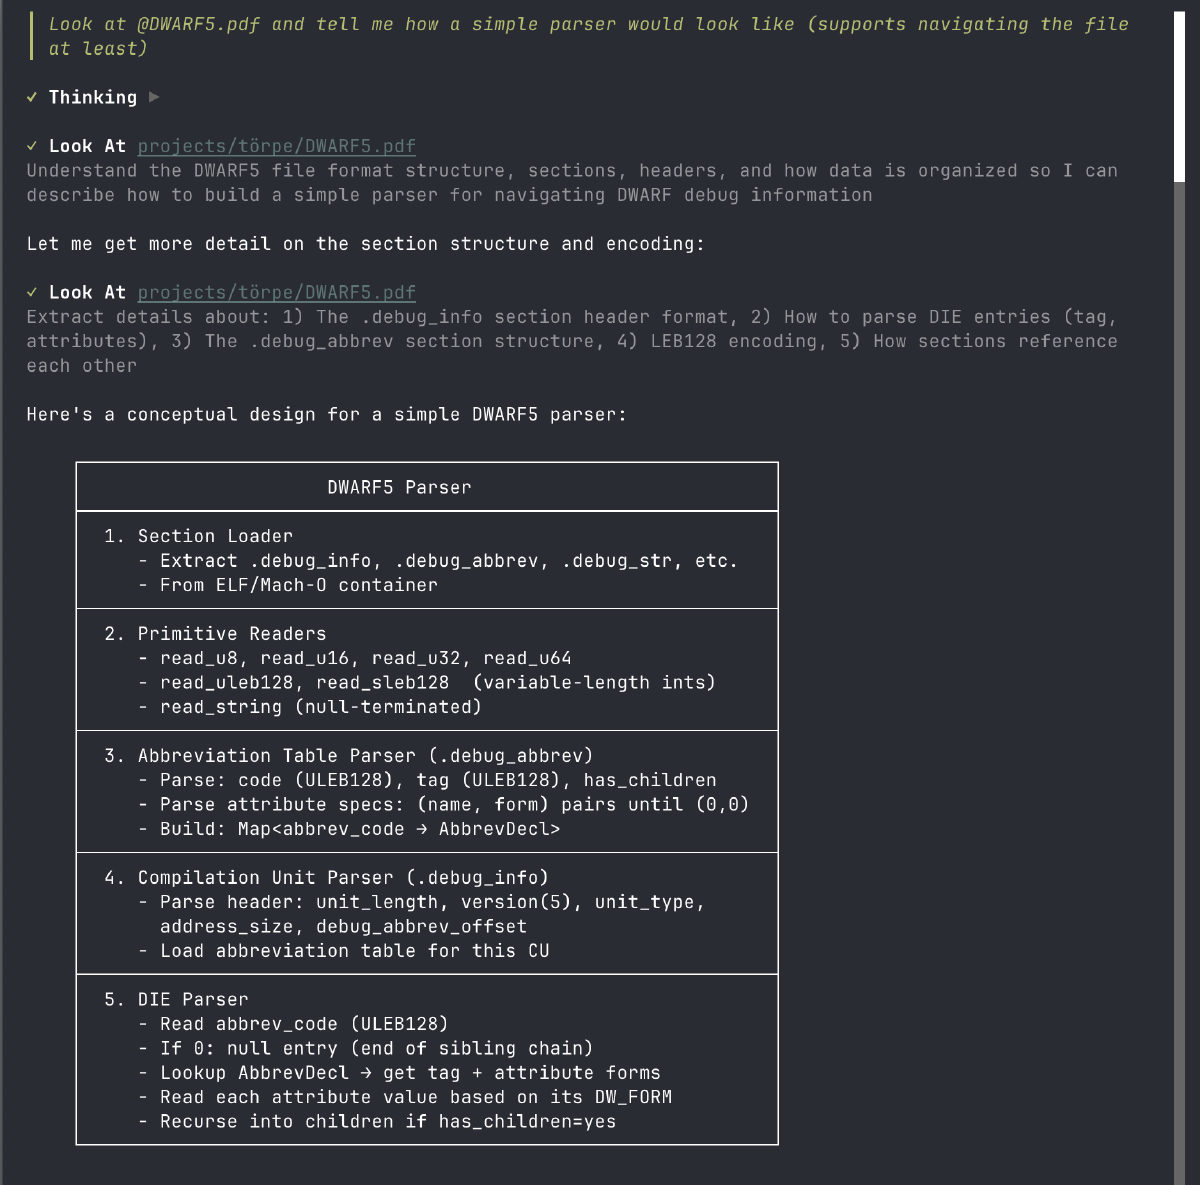 Look at @DWARF5.pdf and tell me how a simple parser would look like (supports navigating the file
at least)
✓ Thinking ▶
✓ Look At projects/törpe/DWARF5.pdf
Understand the DWARF5 file format structure, sections, headers, and how data is organized so I can
describe how to build a simple parser for navigating DWARF debug information
Let me get more detail on the section structure and encoding:
✓ Look At projects/törpe/DWARF5.pdf
Extract details about: 1) The .debug_info section header format, 2) How to parse DIE entries (tag,
attributes), 3) The .debug_abbrev section structure, 4) LEB128 encoding, 5) How sections reference
each other
Here's a conceptual design for a simple DWARF5 parser:
DWARF5 Parser
1. Section Loader
- Extract .debug_info, .debug_abbrev, .debug_str, etc.
- From ELF/Mach-O container
2. Primitive Readers
- read_u8, read_u16, read_u32, read_u64
- read_uleb128, read_sleb128  (variable-length ints)
- read_string (null-terminated)
3. Abbreviation Table Parser (.debug_abbrev)
- Parse: code (ULEB128), tag (ULEB128), has_children
- Parse attribute specs: (name, form) pairs until (0,0)
- Build: Map<abbrev_code → AbbrevDecl>
4. Compilation Unit Parser (.debug_info)
- Parse header: unit_length, version(5), unit_type,
address_size, debug_abbrev_offset
- Load abbreviation table for this CU
5. DIE Parser
- Read abbrev_code (ULEB128)
- If 0: null entry (end of sibling chain)
- Lookup AbbrevDecl → get tag + attribute forms
- Read each attribute value based on its DW_FORM
- Recurse into children if has_children=yes